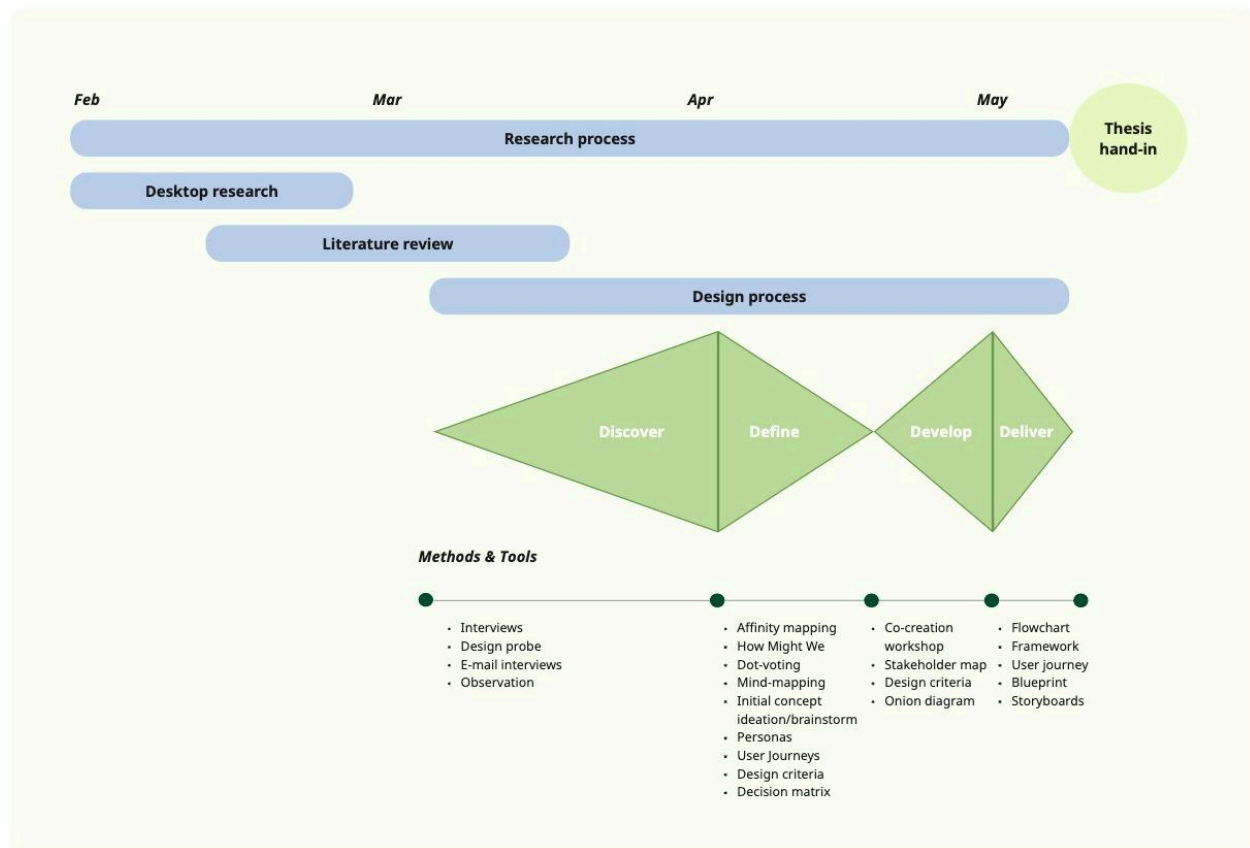 Feb
Mar
Apr
May
Research process
Thesis
hand-in
Desktop research
Literature review
Design process
Discover
Define
Develop
Deliver
Methods & Tools
• Interviews
• Design probe
• E-mail interviews
• Observation
• Affinity mapping
• How Might We
• Dot-voting
• Mind-mapping
• Initial concept
ideation/brainstorm
• Personas
• User Journeys
• Design criteria
• Decision matrix
• Co-creation
workshop
• Stakeholder map
• Design criteria
• Onion diagram
• Flowchart
• Framework
• User journey
• Blueprint
• Storyboards